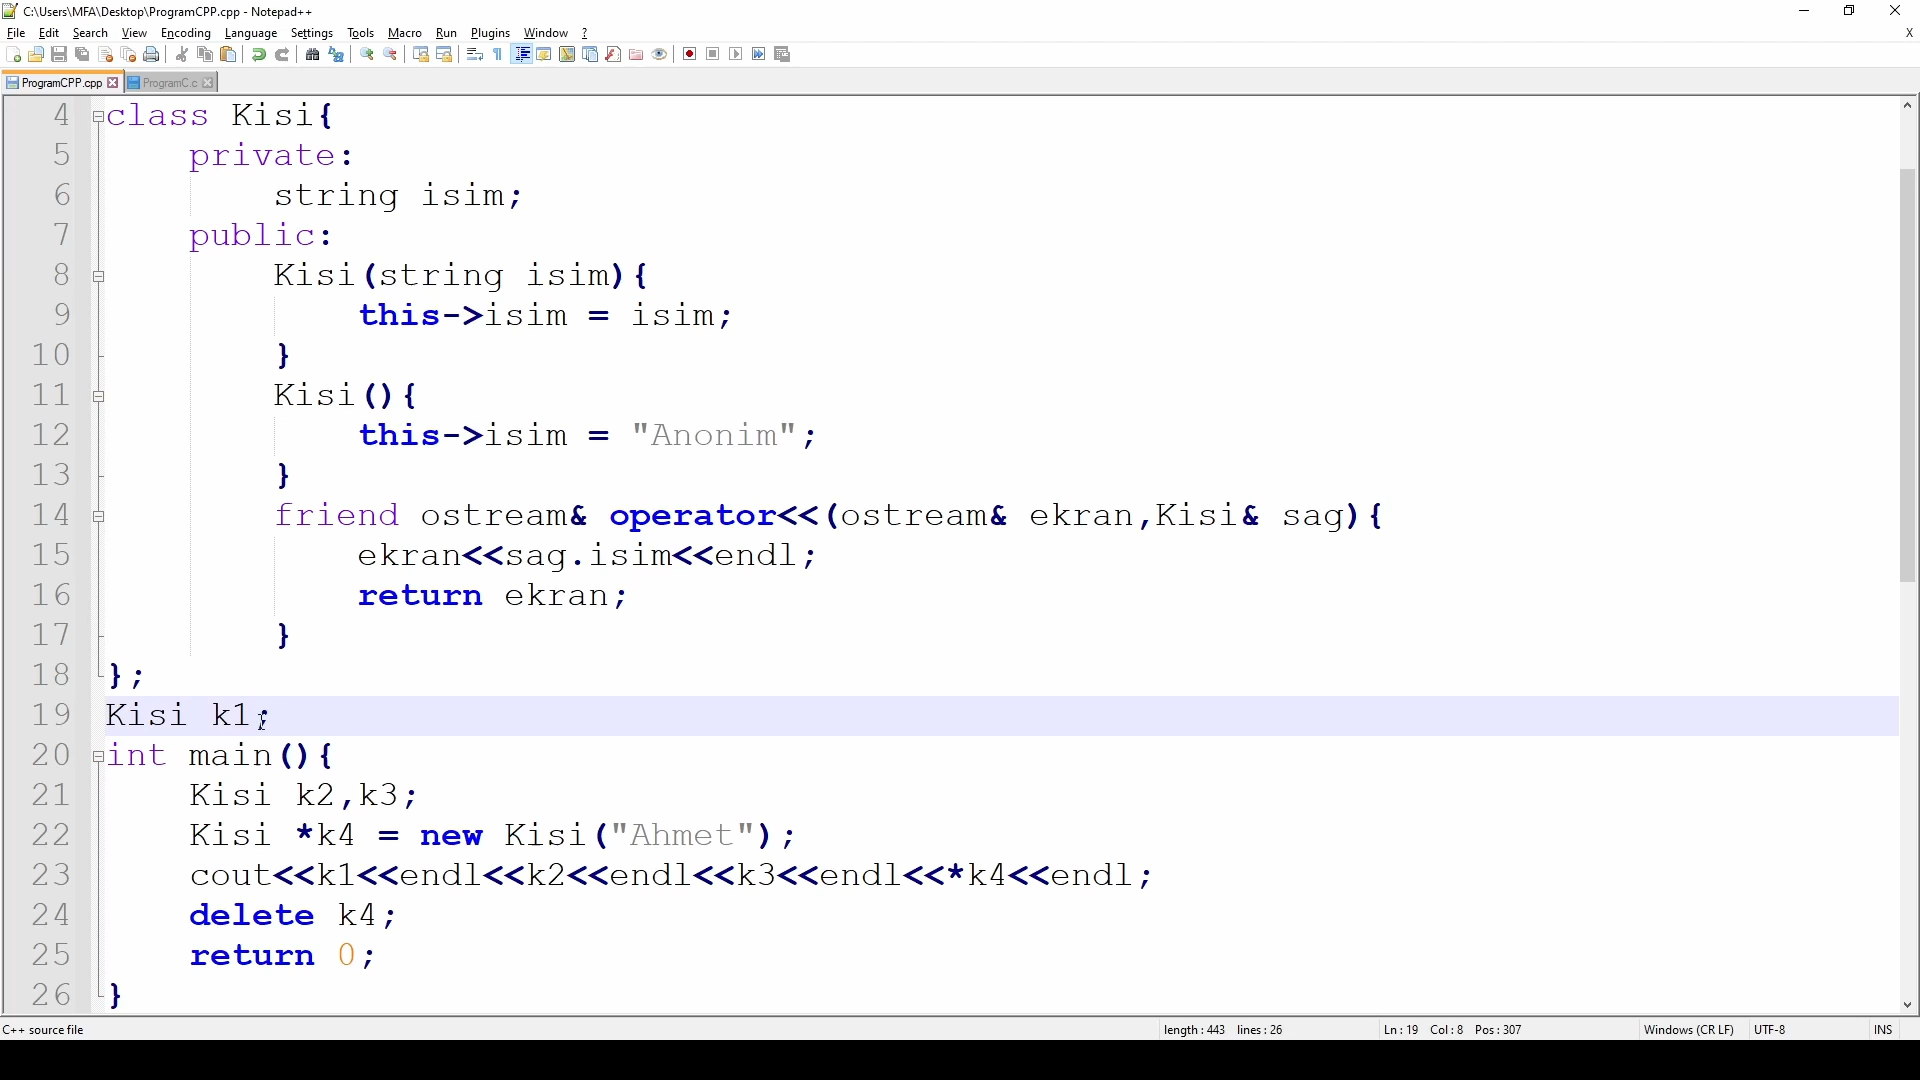 C:\Users\MFA\Desktop\ProgramCPP.cpp - Notepad++
File Edit Search View Encoding Language Settings Tools Macro Run Plugins Window ? X
ProgramCPP.cpp ProgramC.c
4 class Kisi{
5 private:
6 string isim;
7 public:
8 Kisi(string isim){
9 this->isim = isim;
10 }
11 Kisi(){
12 this->isim = "Anonim";
13 }
14 friend ostream& operator<<(ostream& ekran,Kisi& sag){
15 ekran<<sag.isim<<endl;
16 return ekran;
17 }
18 };
19 Kisi k1;
20 int main(){
21 Kisi k2,k3;
22 Kisi *k4 = new Kisi("Ahmet");
23 cout<<k1<<endl<<k2<<endl<<k3<<endl<<*k4<<endl;
24 delete k4;
25 return 0;
26 }
C++ source file length : 443 lines : 26 Ln : 19 Col : 8 Pos : 307 Windows (CR LF) UTF-8 INS